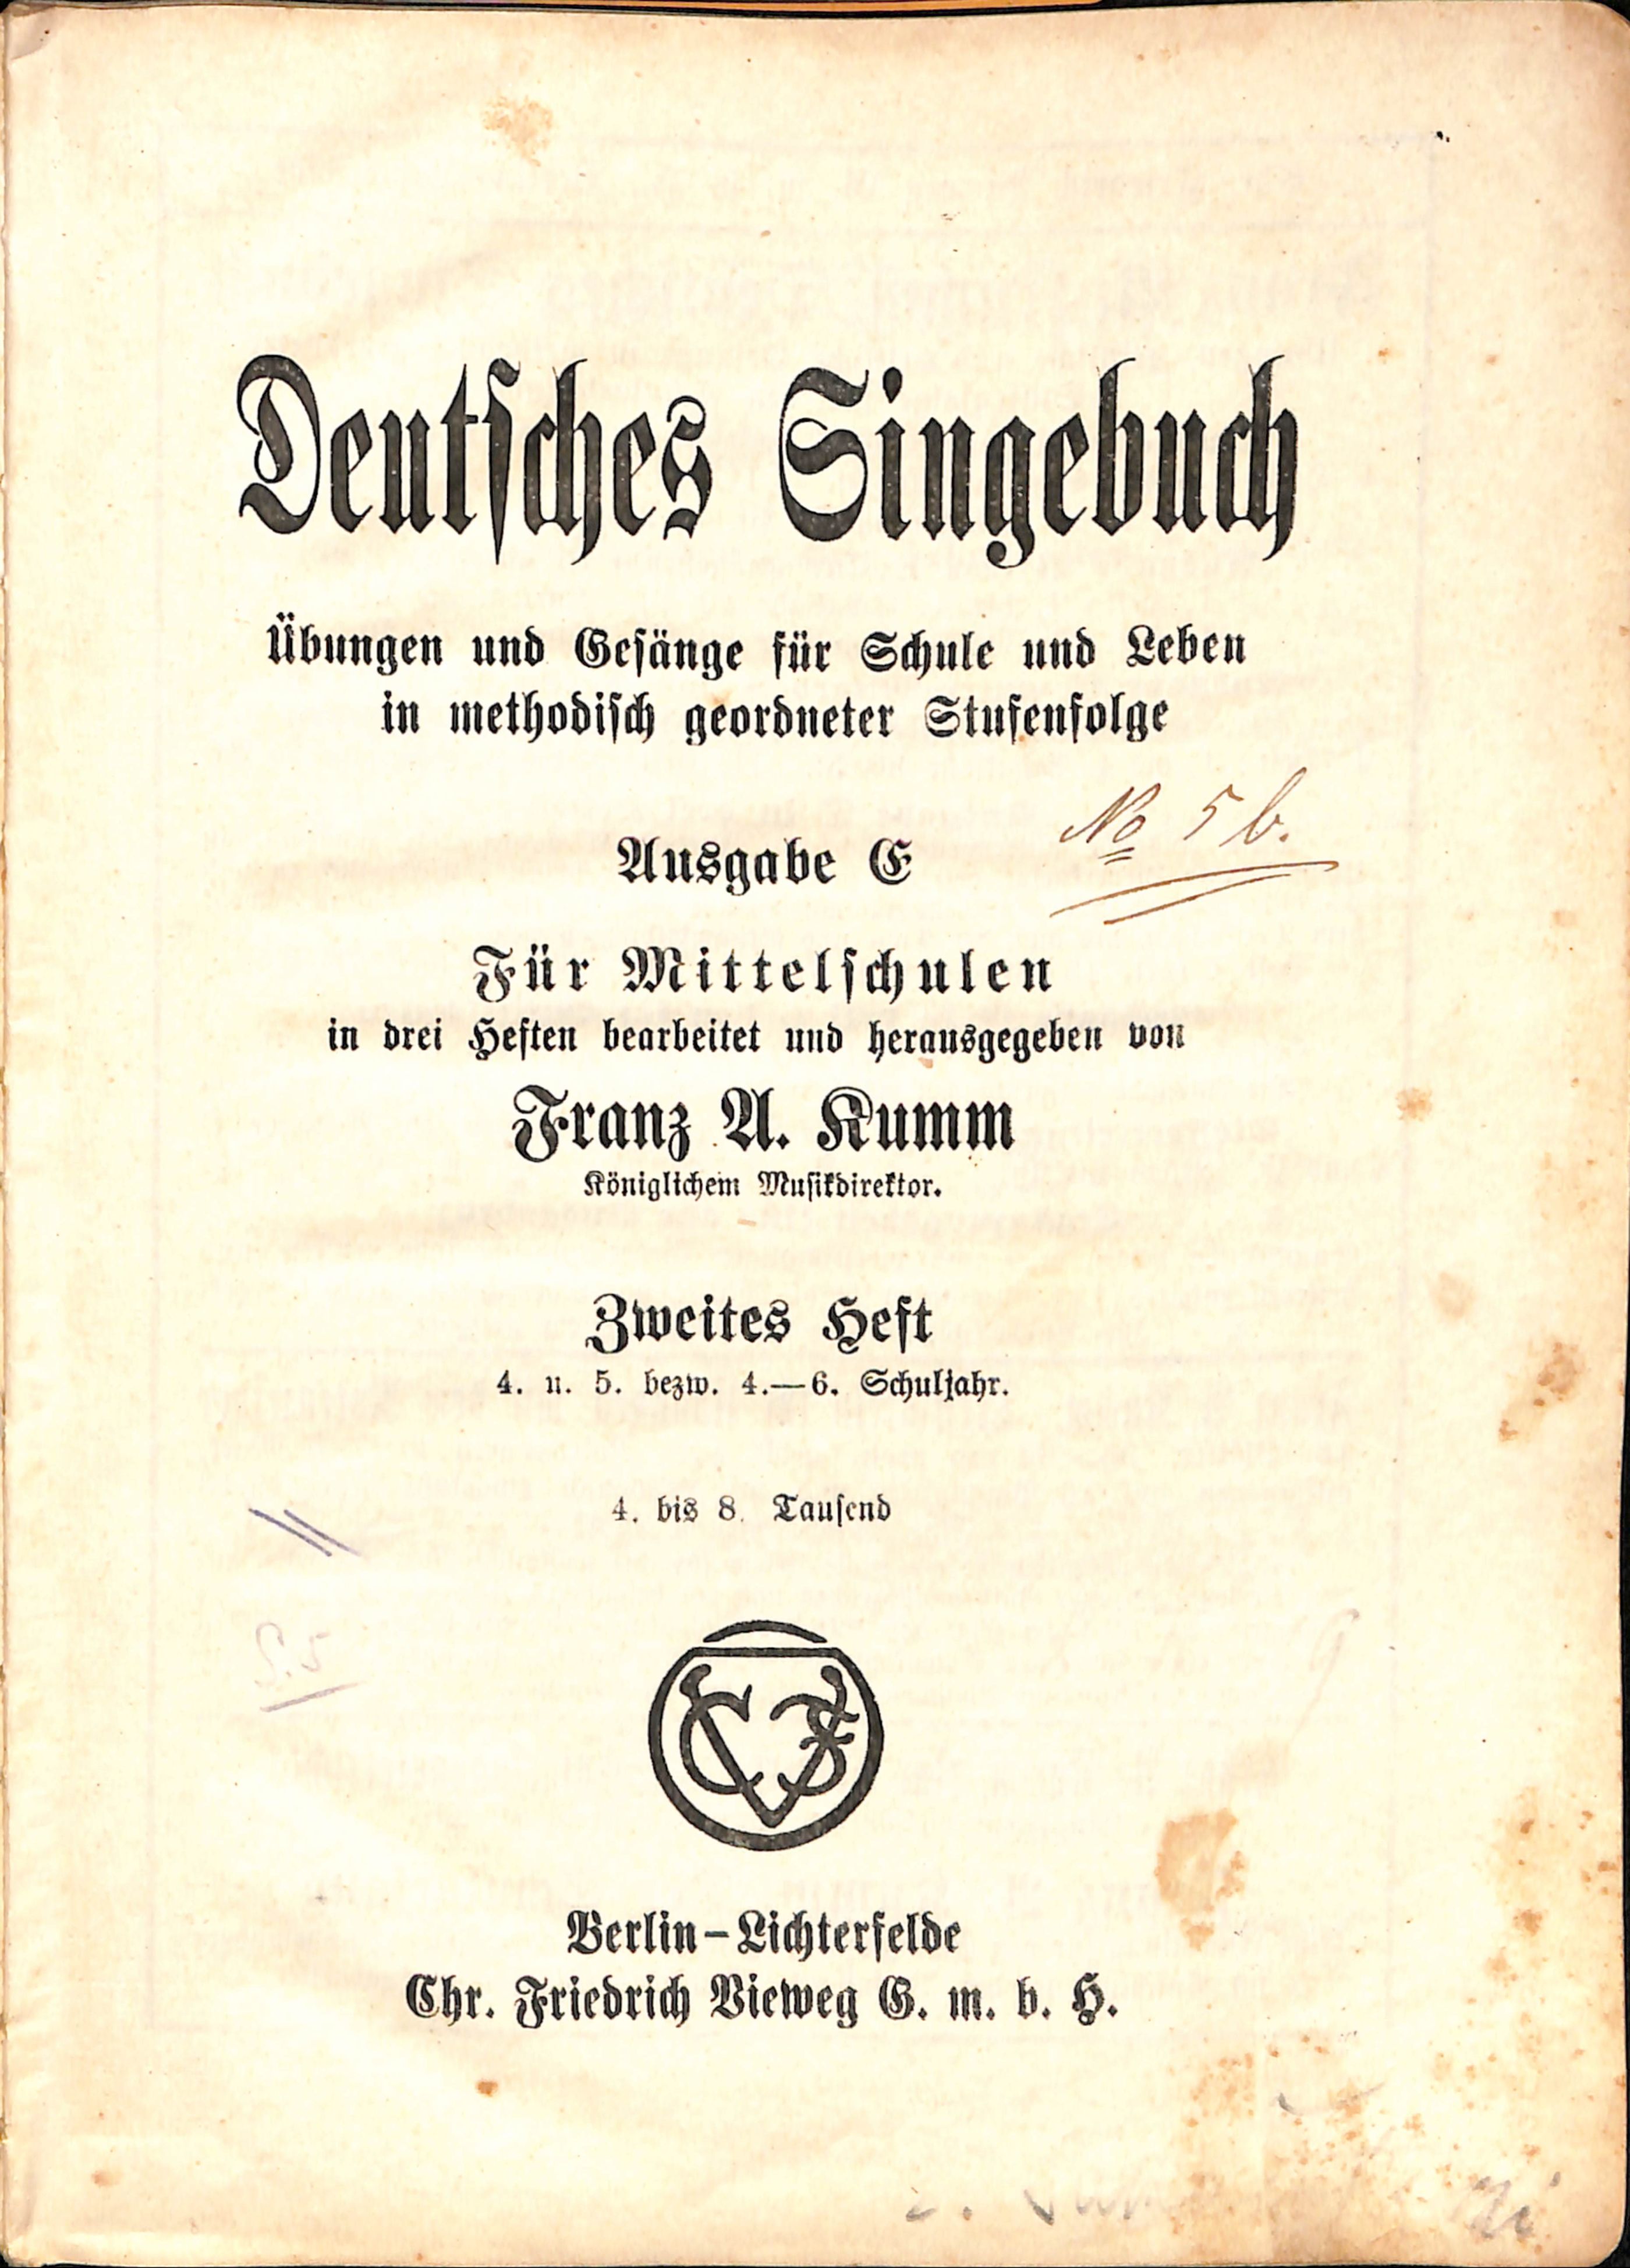 Deutsches Singebuch
Übungen und Gesänge für Schule und Leben
in methodisch geordneter Stufenfolge
No 5 b.
Ausgabe E
Für Mittelschulen
in drei Heften bearbeitet und herausgegeben von
Franz A. Kumm
Königlichem Musikdirektor.
Zweites Heft
4. u. 5. bezw. 4.—6. Schuljahr.
4. bis 8. Tausend
Berlin-Lichterfelde
Chr. Friedrich Vieweg G. m. b. H.